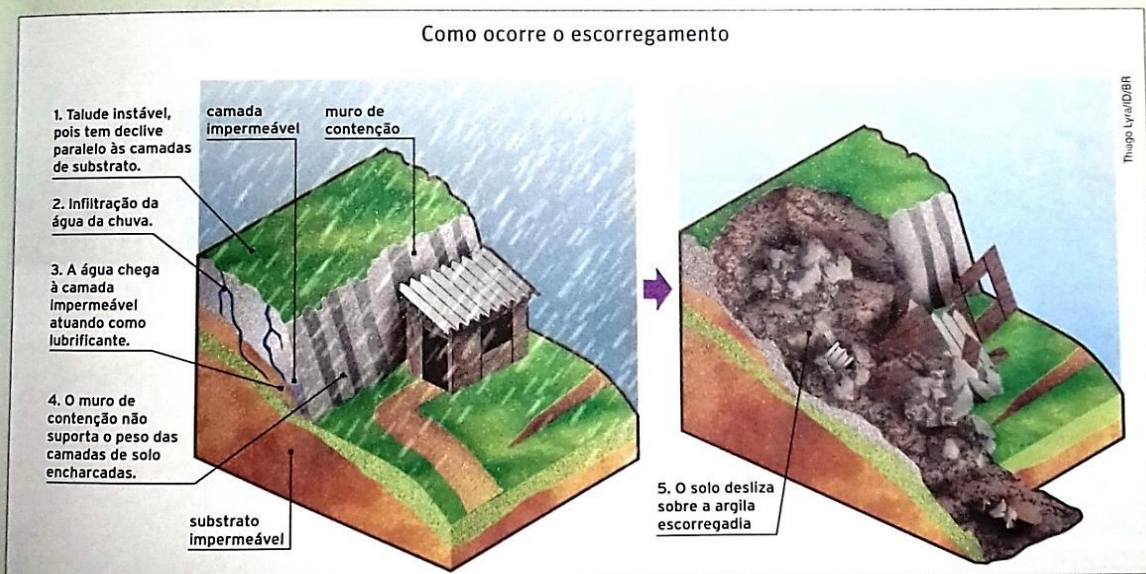 Como ocorre o escorregamento
1. Talude instável,
pois tem declive
paralelo às camadas
de substrato.
2. Infiltração da
água da chuva.
3. A água chega
à camada
impermeável
atuando como
lubrificante.
4. O muro de
contenção não
suporta o peso das
camadas de solo
encharcadas.
camada
impermeável
muro de
contenção
substrato
impermeável
5. O solo desliza
sobre a argila
escorregadia
Thiago Lyra/ID/BR